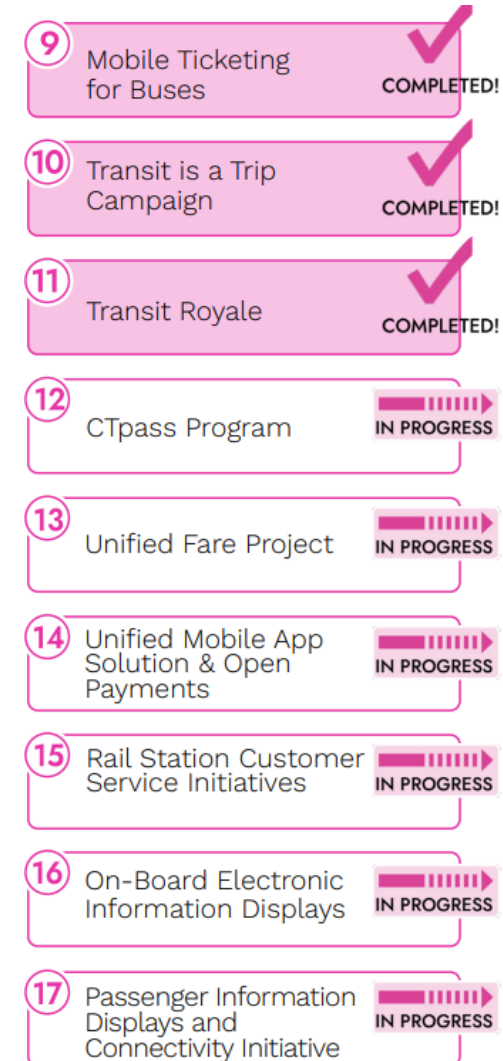 9
Mobile Ticketing
for Buses
COMPLETED!
10
Transit is a Trip
Campaign
COMPLETED!
11
Transit Royale
COMPLETED!
12
CTpass Program
IN PROGRESS
13
Unified Fare Project
IN PROGRESS
14
Unified Mobile App
Solution & Open
Payments
IN PROGRESS
15
Rail Station Customer
Service Initiatives
IN PROGRESS
16
On-Board Electronic
Information Displays
IN PROGRESS
17
Passenger Information
Displays and
Connectivity Initiative
IN PROGRESS